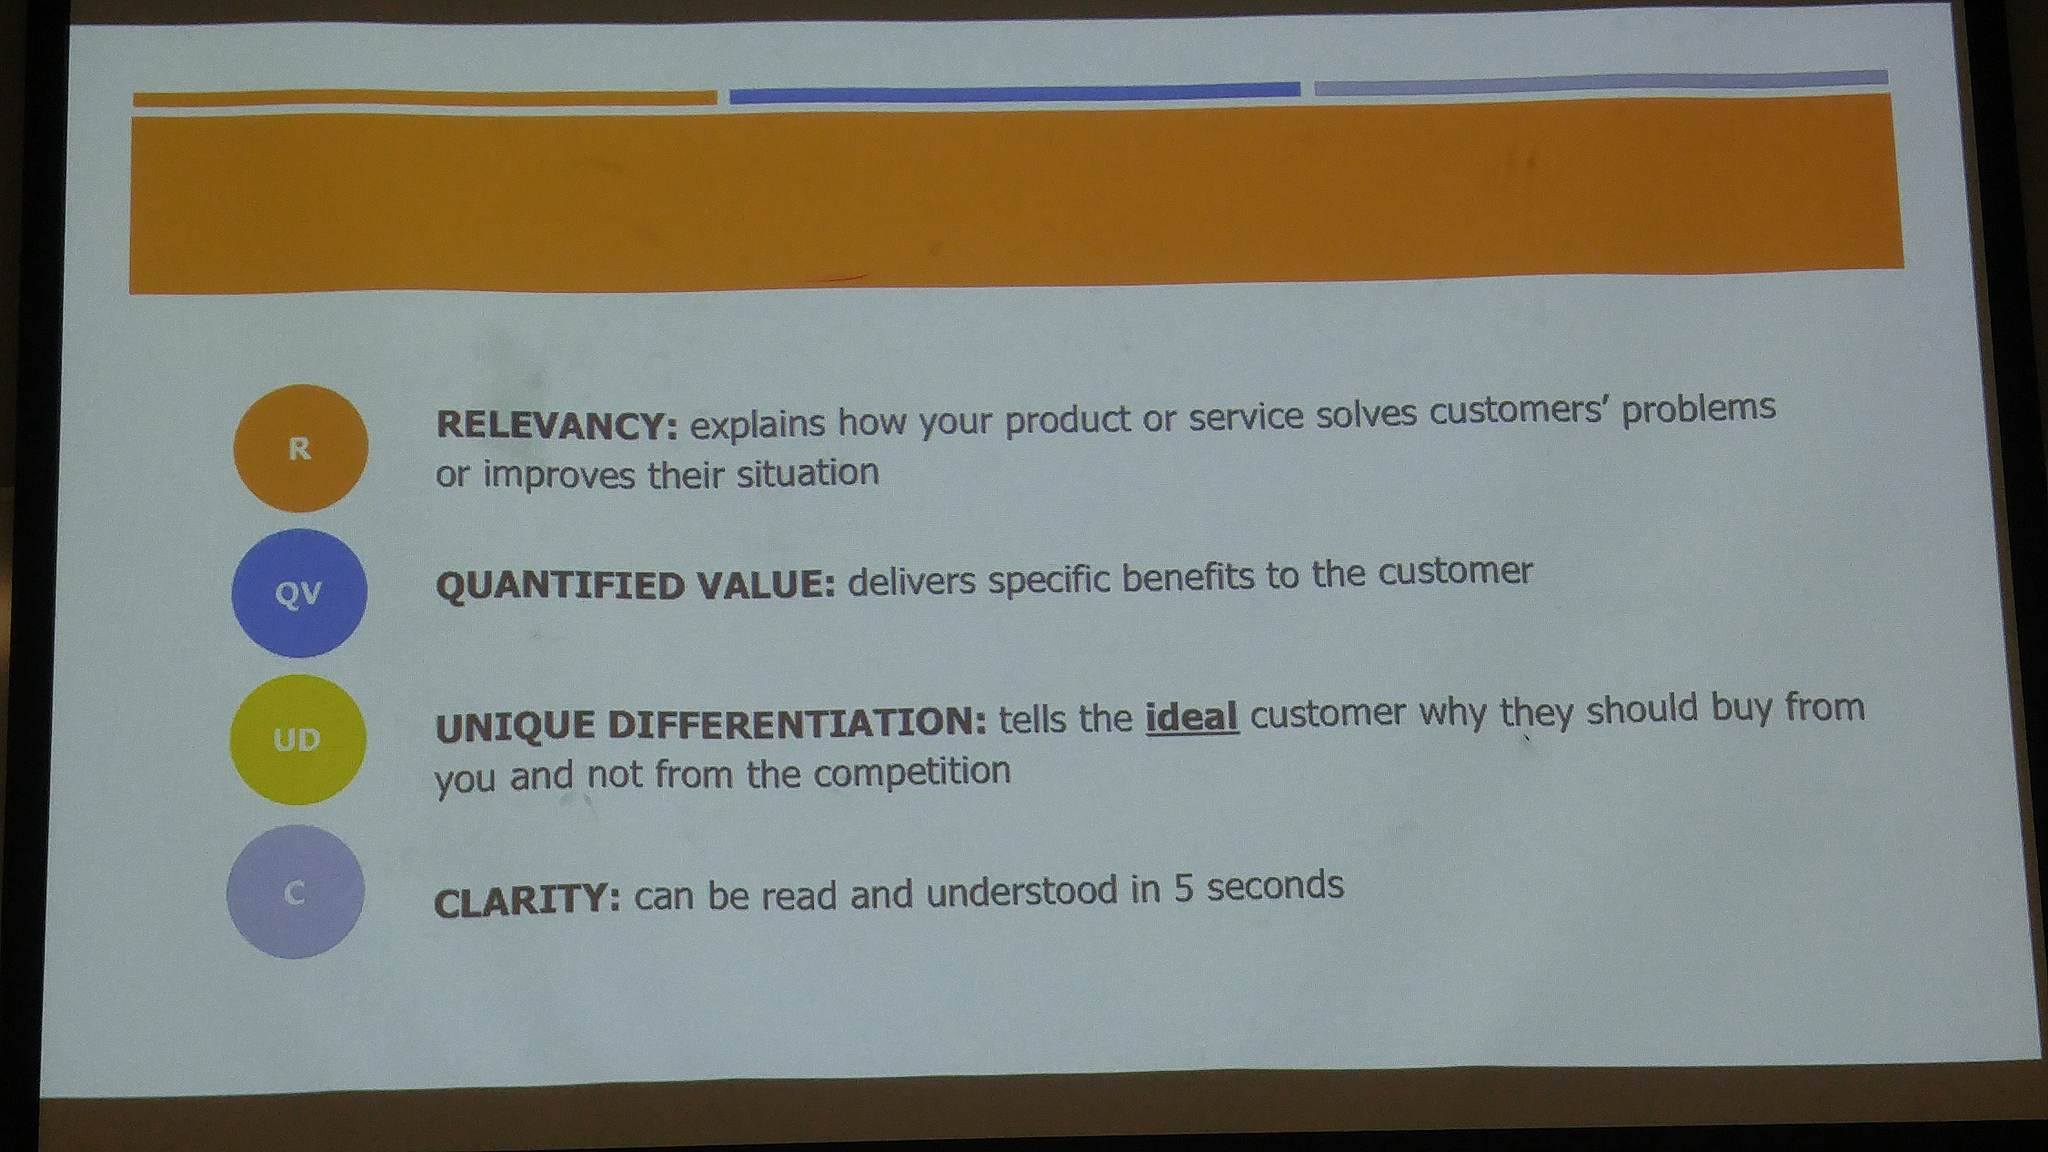 R
RELEVANCY: explains how your product or service solves customers’ problems
or improves their situation
QV
QUANTIFIED VALUE: delivers specific benefits to the customer
UD
UNIQUE DIFFERENTIATION: tells the ideal customer why they should buy from
you and not from the competition
C
CLARITY: can be read and understood in 5 seconds